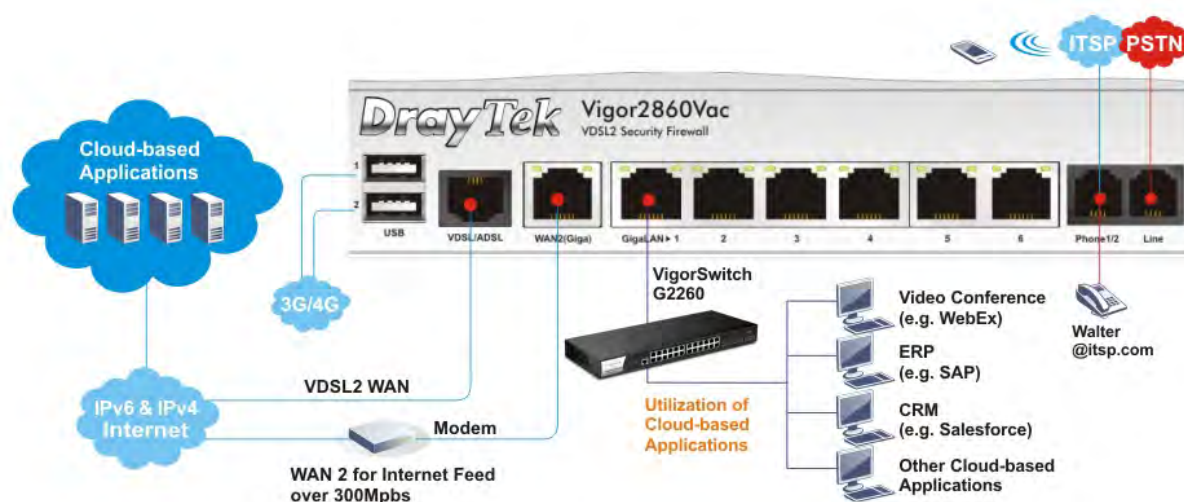 ITSP
PSTN
DrayTek
Vigor2860Vac
VDSL2 Security Firewall
Cloud-based
Applications
1
2
USB
VDSL/ADSL
WAN2(Giga)
GigaLAN ▶ 1
2
3
4
5
6
Phone1/2
Line
3G/4G
VigorSwitch
G2260
Video Conference
(e.g. WebEx)
ERP
(e.g. SAP)
CRM
(e.g. Salesforce)
Other Cloud-based
Applications
Walter
@itsp.com
VDSL2 WAN
IPv6 & IPv4
Internet
Modem
Utilization of
Cloud-based
Applications
WAN 2 for Internet Feed
over 300Mpbs